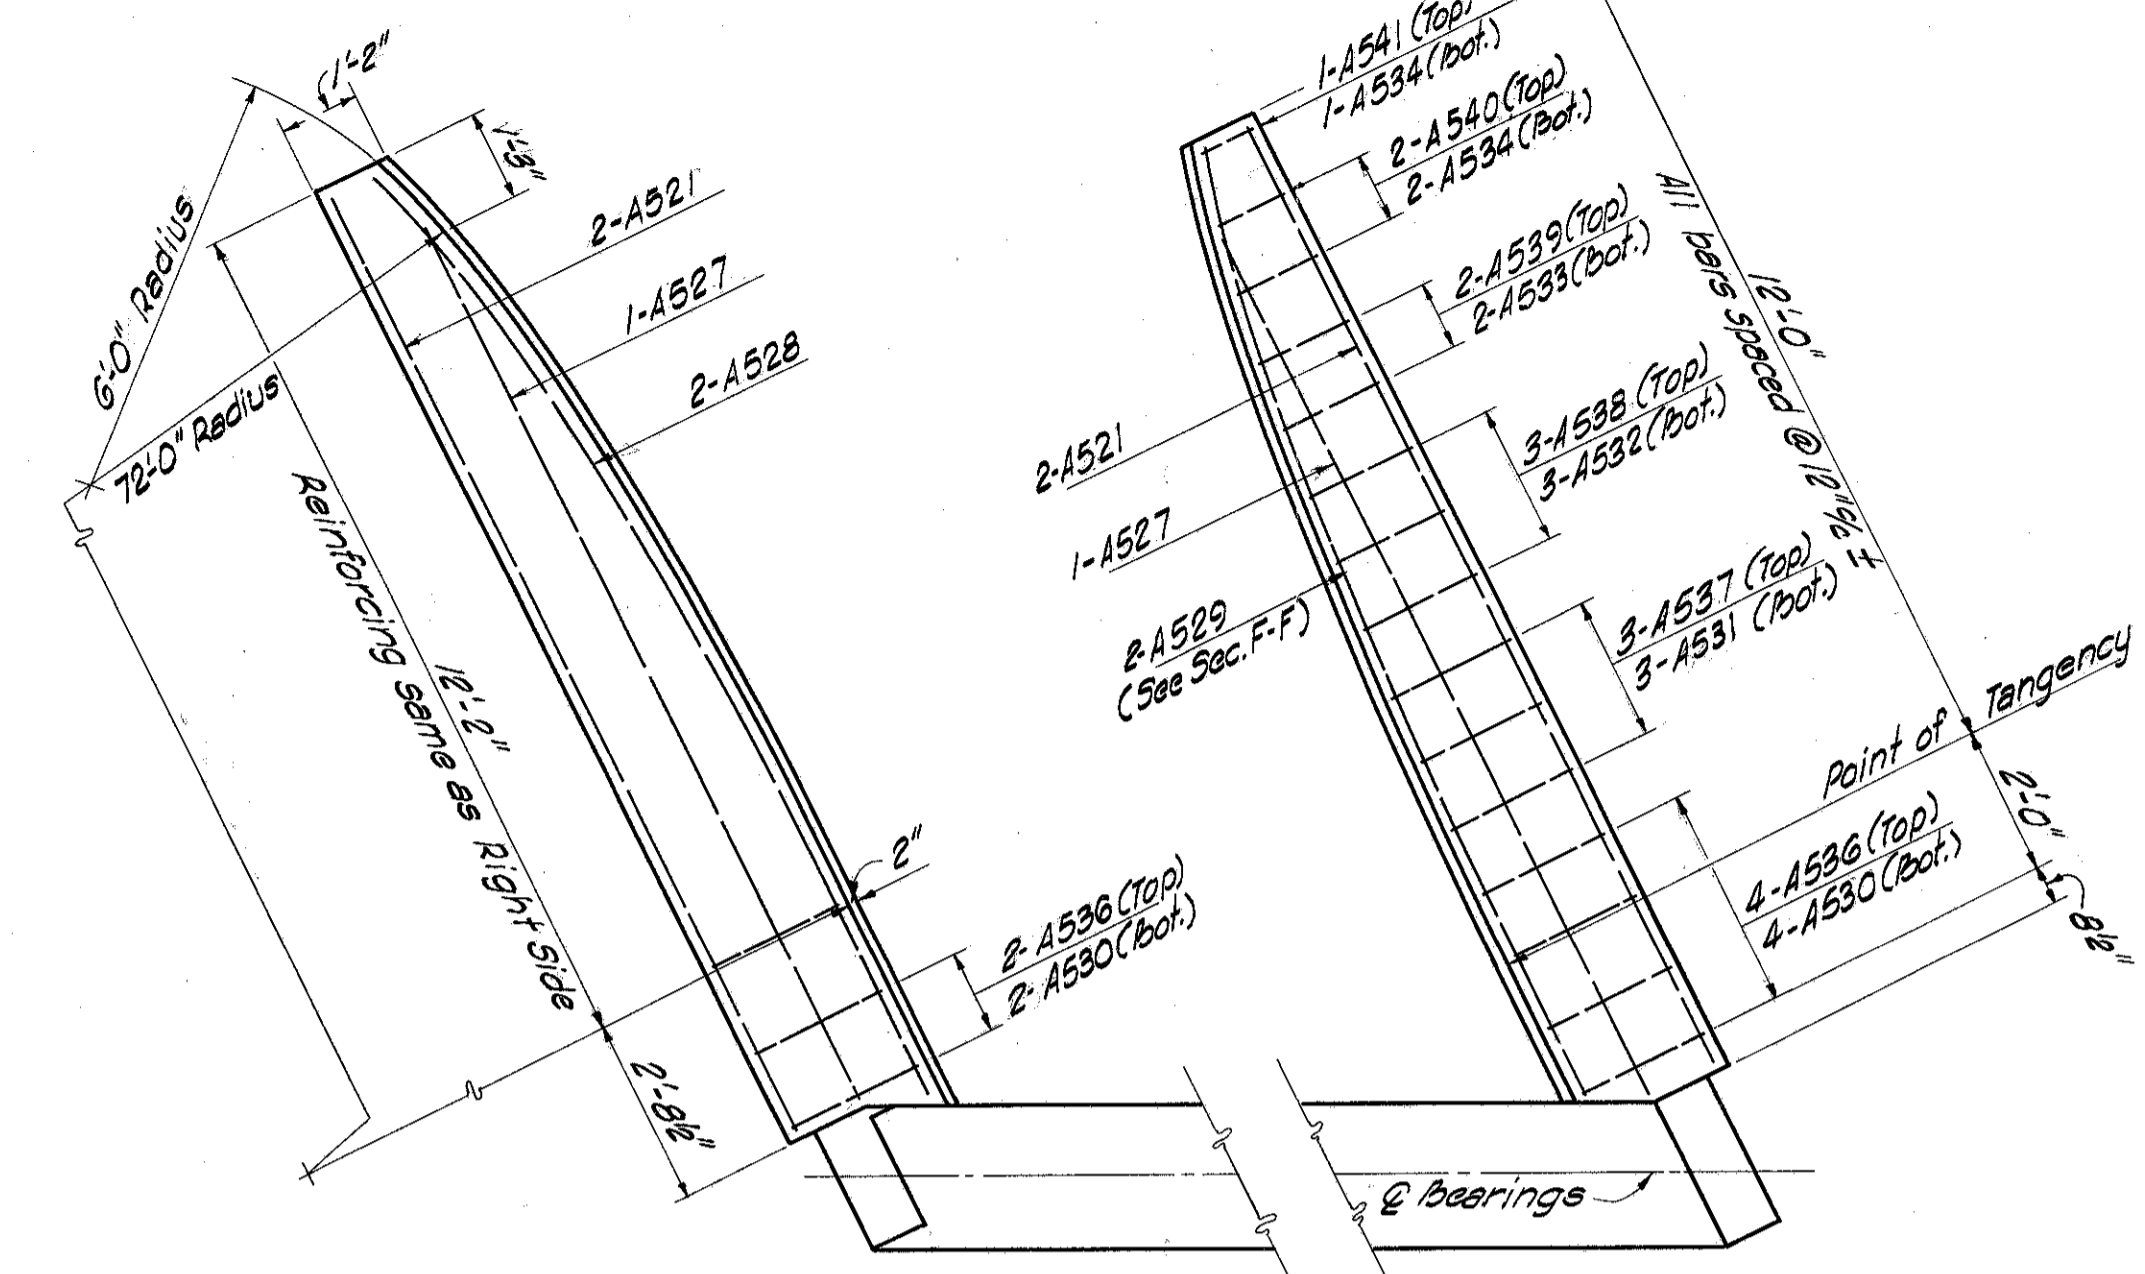 1'-2"
1'-3"
6'-0" Radius
72'-0" Radius
2-A521
1-A527
2-A528
12'-2"
Reinforcing same as Right Side
2"
2-A536 (Top)
2-A530 (Bot.)
2'-8½"
1-A541 (Top)
1-A534 (Bot.)
2-A540 (Top)
2-A534 (Bot.)
2-A539 (Top)
2-A533 (Bot.)
3-A538 (Top)
3-A532 (Bot.)
3-A537 (Top)
3-A531 (Bot.)
4-A536 (Top)
4-A530 (Bot.)
12'-0"
All bars spaced @ 12" c/c ±
2-A521
1-A527
2-A529
(See Sec. F-F)
Point of Tangency
2'-0"
8½"
℄ Bearings